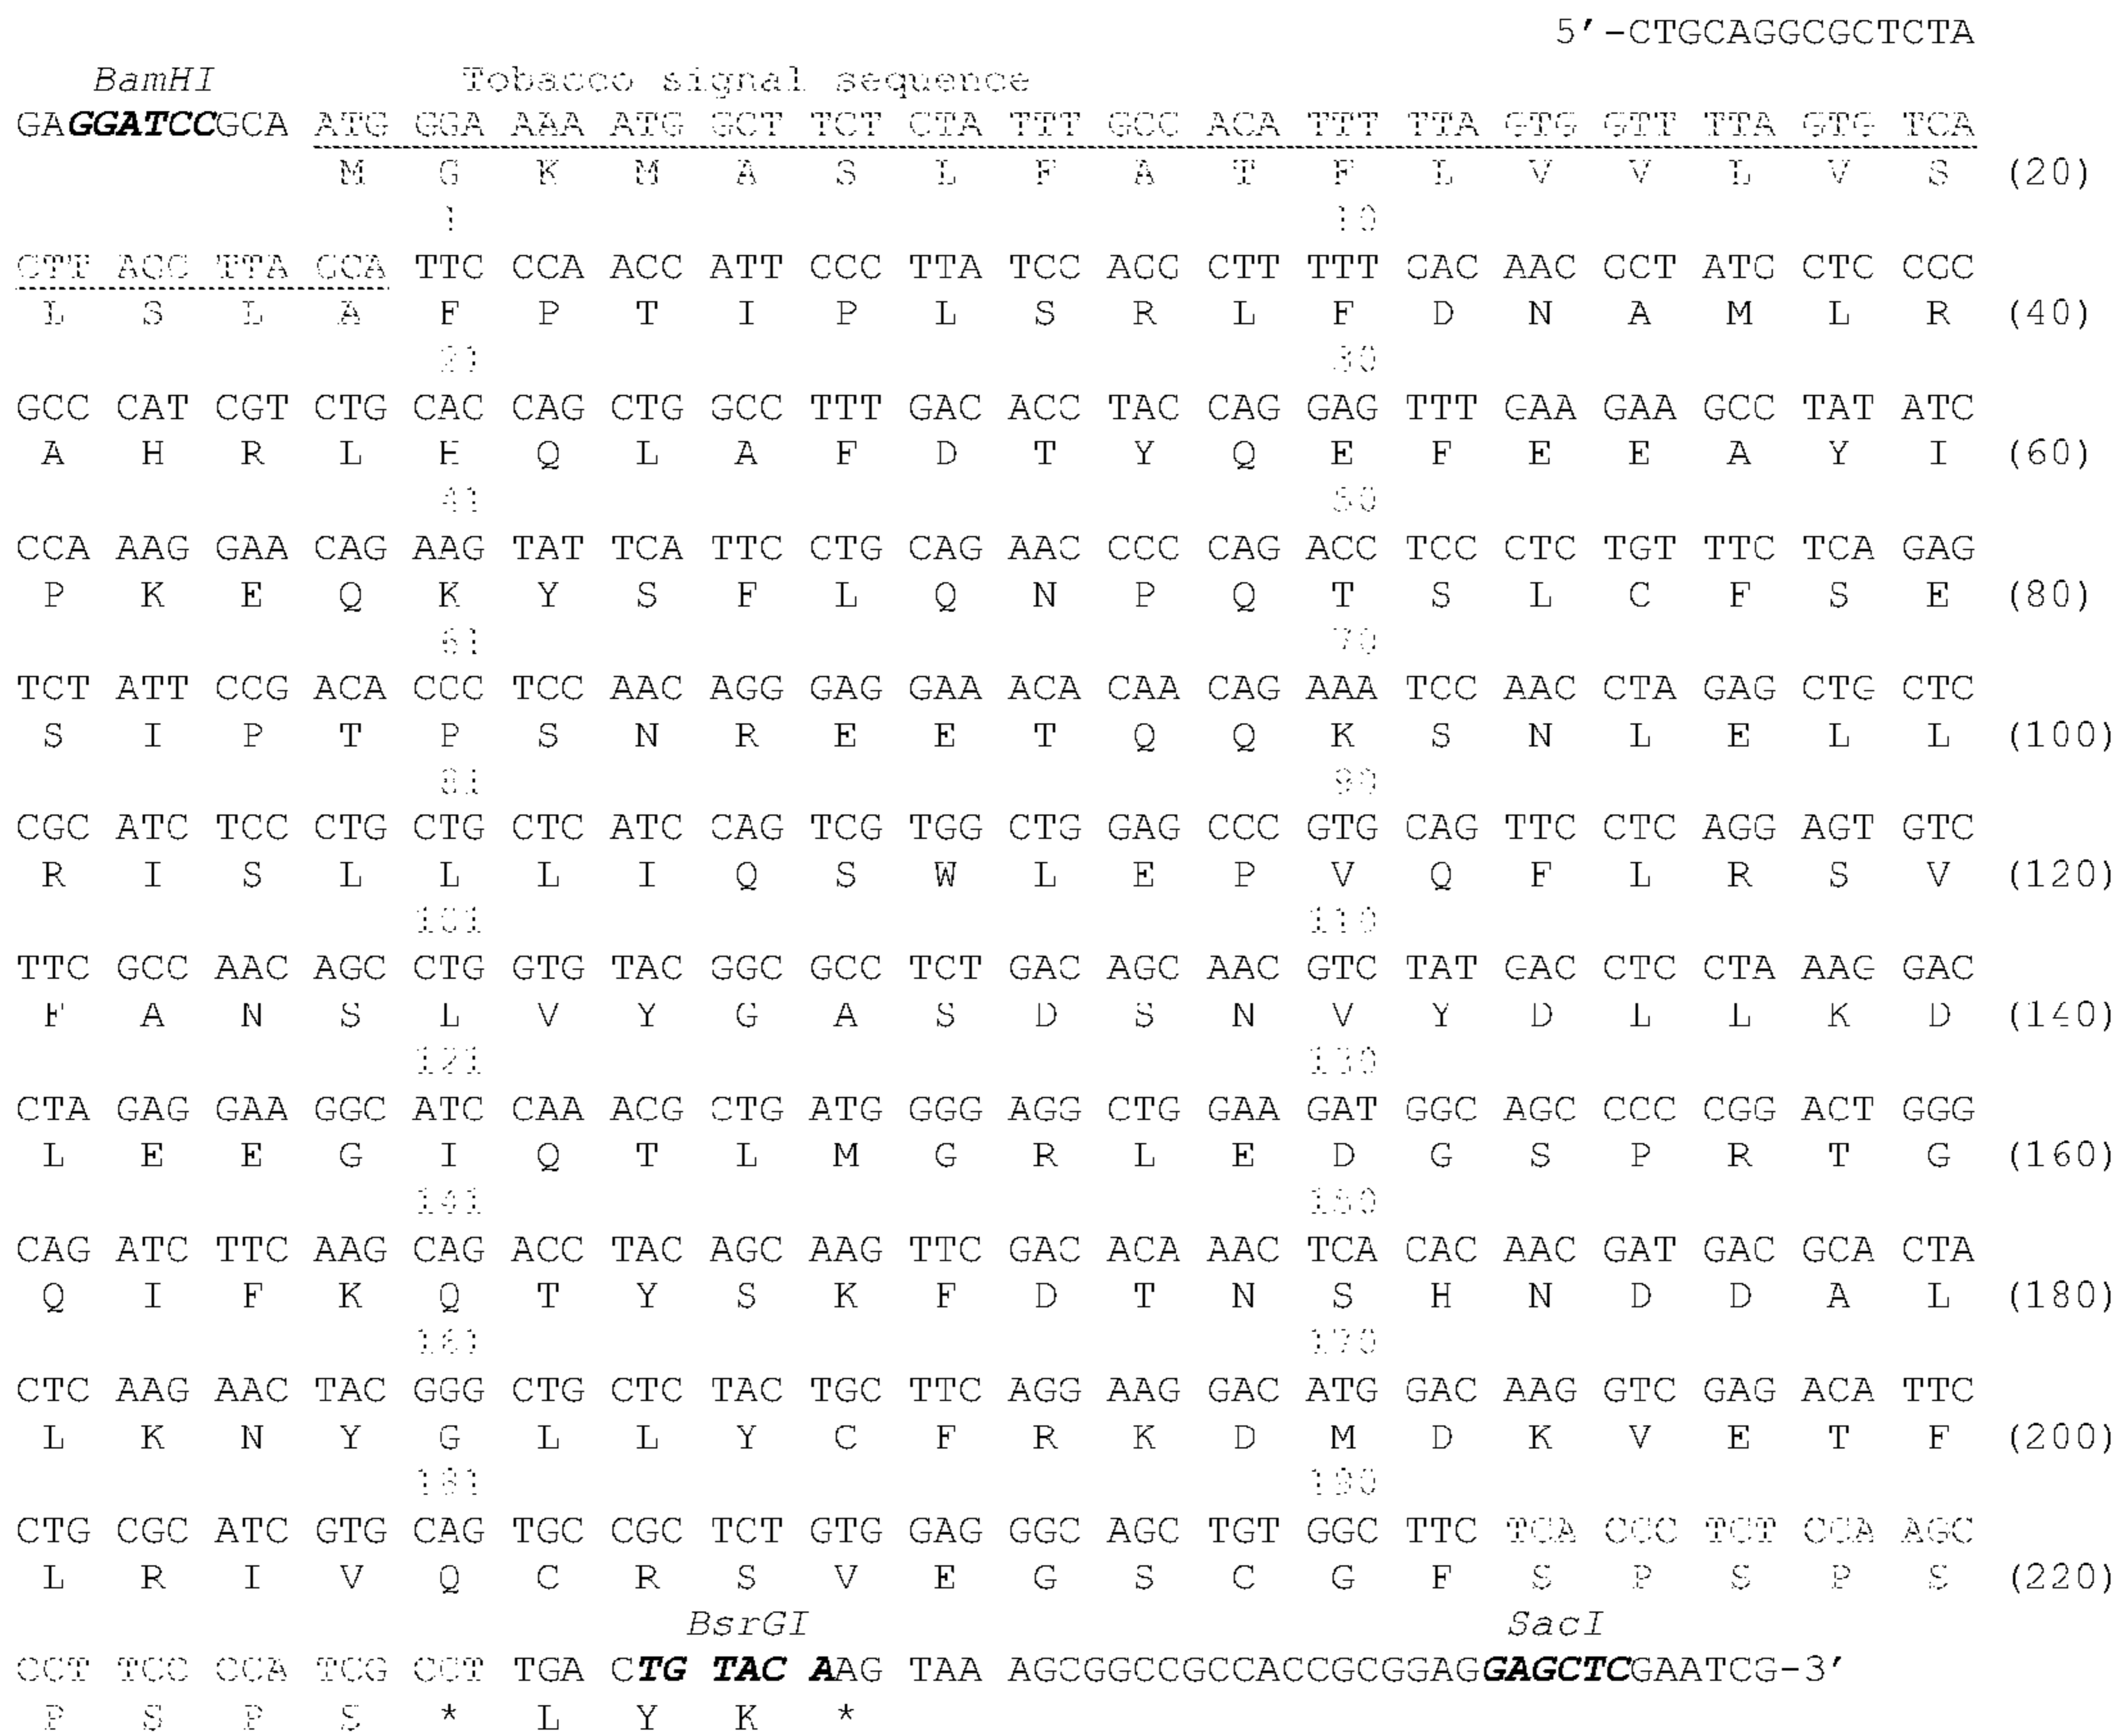 5′-CTGCAGGCGCTCTA
BamHI Tobacco signal sequence
GAGGATCCGCA ATG GGA AAA ATG GCT TCT CTA TTT GCC ACA TTT TTA GTG GTT TTA GTG TCA
M G K M A S L F A T F L V V L V S (20)
1 10
CTT AGC TTA GCA TTC CCA ACC ATT CCC TTA TCC AGG CTT TTT GAC AAC GCT ATG CTC CGC
L S L A F P T I P L S R L F D N A M L R (40)
21 30
GCC CAT CGT CTG CAC CAG CTG GCC TTT GAC ACC TAC CAG GAG TTT GAA GAA GCC TAT ATC
A H R L H Q L A F D T Y Q E F E E A Y I (60)
41 50
CCA AAG GAA CAG AAG TAT TCA TTC CTG CAG AAC CCC CAG ACC TCC CTC TGT TTC TCA GAG
P K E Q K Y S F L Q N P Q T S L C F S E (80)
61 70
TCT ATT CCG ACA CCC TCC AAC AGG GAG GAA ACA CAA CAG AAA TCC AAC CTA GAG CTG CTC
S I P T P S N R E E T Q Q K S N L E L L (100)
81 90
CGC ATC TCC CTG CTG CTC ATC CAG TCG TGG CTG GAG CCC GTG CAG TTC CTC AGG AGT GTC
R I S L L L I Q S W L E P V Q F L R S V (120)
101 110
TTC GCC AAC AGC CTG GTG TAC GGC GCC TCT GAC AGC AAC GTC TAT GAC CTC CTA AAG GAC
F A N S L V Y G A S D S N V Y D L L K D (140)
121 130
CTA GAG GAA GGC ATC CAA ACG CTG ATG GGG AGG CTG GAA GAT GGC AGC CCC CGG ACT GGG
L E E G I Q T L M G R L E D G S P R T G (160)
141 150
CAG ATC TTC AAG CAG ACC TAC AGC AAG TTC GAC ACA AAC TCA CAC AAC GAT GAC GCA CTA
Q I F K Q T Y S K F D T N S H N D D A L (180)
161 170
CTC AAG AAC TAC GGG CTG CTC TAC TGC TTC AGG AAG GAC ATG GAC AAG GTC GAG ACA TTC
L K N Y G L L Y C F R K D M D K V E T F (200)
181 190
CTG CGC ATC GTG CAG TGC CGC TCT GTG GAG GGC AGC TGT GGC TTC TCA CCC TCT CCA AGC
L R I V Q C R S V E G S C G F S P S P S (220)
BsrGI SacI
CCT TCC CCA TCG CCT TGA CTG TAC AAG TAA AGCGGCCGCCACCGCGGAGGAGCTCGAATCG-3′
P S P S * L Y K *